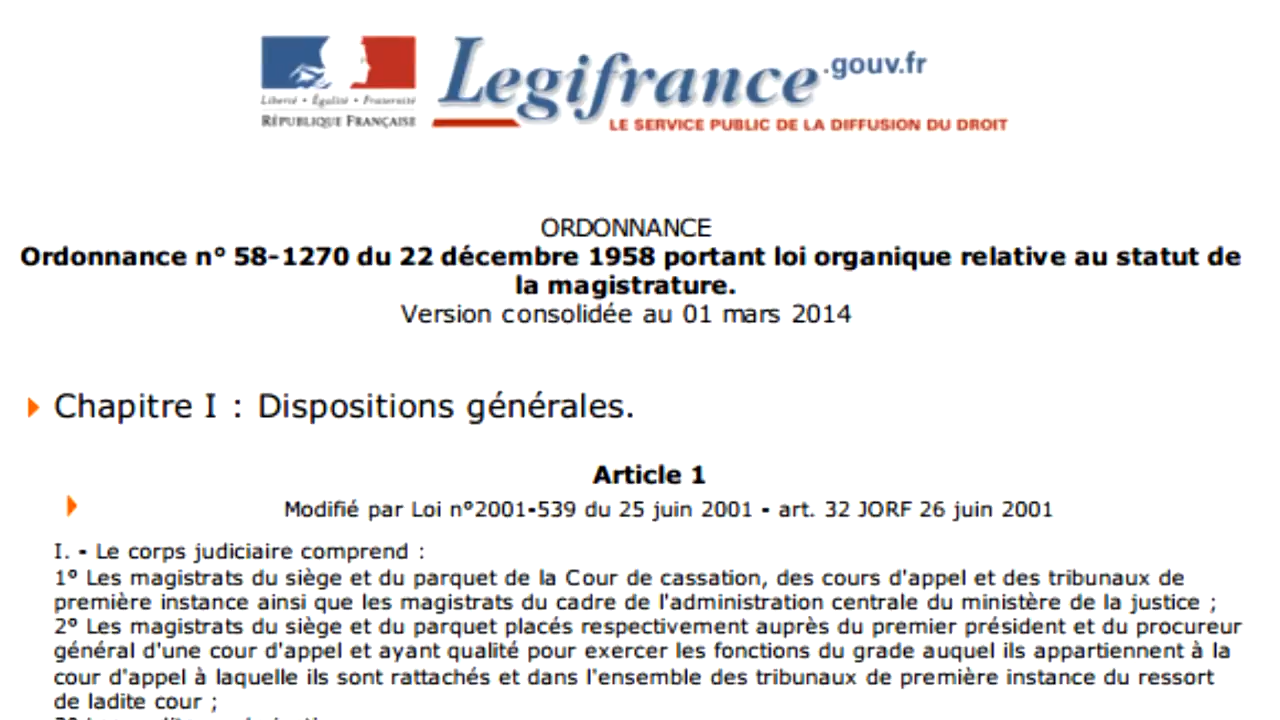 Legifrance.gouv.fr
Liberté • Égalité • Fraternité
RÉPUBLIQUE FRANÇAISE
LE SERVICE PUBLIC DE LA DIFFUSION DU DROIT
ORDONNANCE
Ordonnance n° 58-1270 du 22 décembre 1958 portant loi organique relative au statut de
la magistrature.
Version consolidée au 01 mars 2014
Chapitre I : Dispositions générales.
Article 1
Modifié par Loi n°2001-539 du 25 juin 2001 - art. 32 JORF 26 juin 2001
I. - Le corps judiciaire comprend :
1° Les magistrats du siège et du parquet de la Cour de cassation, des cours d'appel et des tribunaux de
première instance ainsi que les magistrats du cadre de l'administration centrale du ministère de la justice ;
2° Les magistrats du siège et du parquet placés respectivement auprès du premier président et du procureur
général d'une cour d'appel et ayant qualité pour exercer les fonctions du grade auquel ils appartiennent à la
cour d'appel à laquelle ils sont rattachés et dans l'ensemble des tribunaux de première instance du ressort
de ladite cour ;